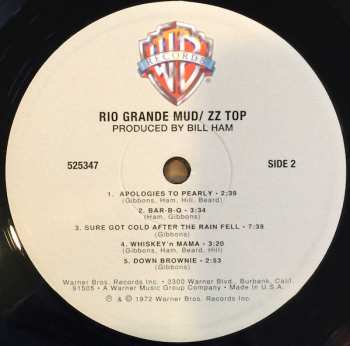 WB
RECORDS
RIO GRANDE MUD/ ZZ TOP
PRODUCED BY BILL HAM
525347
SIDE 2
1. APOLOGIES TO PEARLY - 2:39
(Gibbons, Ham, Hill, Beard)
2. BAR-B-Q - 3:34
(Ham, Gibbons)
3. SURE GOT COLD AFTER THE RAIN FELL - 7:39
(Gibbons)
4. WHISKEY'n MAMA - 3:20
(Gibbons, Ham, Beard, Hill)
5. DOWN BROWNIE - 2:53
(Gibbons)
Warner Bros. Records Inc. • 3300 Warner Blvd., Burbank, Calif.
91505 • A Warner Music Group Company • Made in U.S.A.
℗ & © 1972 Warner Bros. Records Inc.